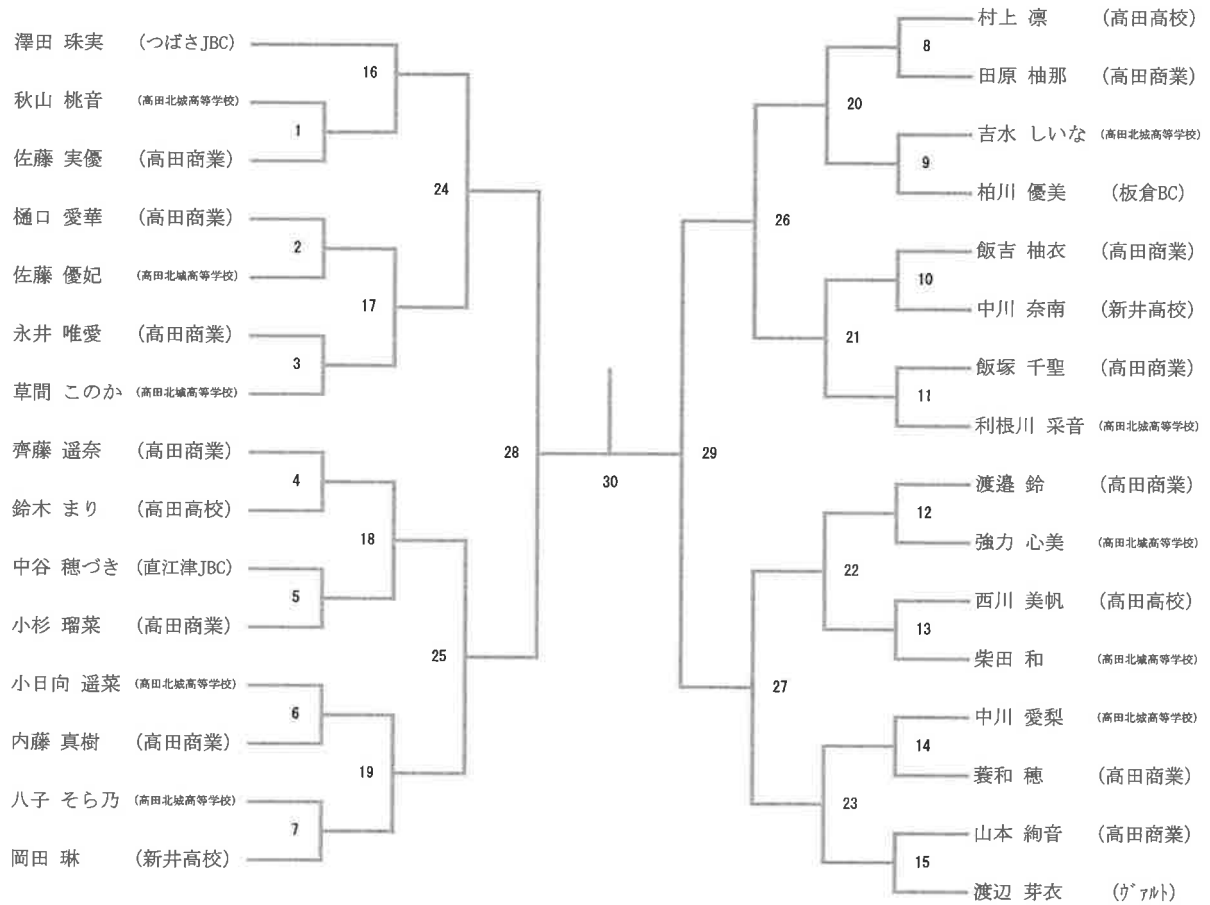 澤田 珠実 (つばさJBC)
秋山 桃音 (高田北城高等学校)
佐藤 実優 (高田商業)
樋口 愛華 (高田商業)
佐藤 優妃 (高田北城高等学校)
永井 唯愛 (高田商業)
草間 このか (高田北城高等学校)
齊藤 遥奈 (高田商業)
鈴木 まり (高田高校)
中谷 穂づき (直江津JBC)
小杉 瑠菜 (高田商業)
小日向 遥菜 (高田北城高等学校)
内藤 真樹 (高田商業)
八子 そら乃 (高田北城高等学校)
岡田 琳 (新井高校)
1
2
3
4
5
6
7
16
17
18
19
24
25
28
30
29
26
27
20
21
22
23
8
9
10
11
12
13
14
15
村上 凛 (高田高校)
田原 柚那 (高田商業)
吉水 しいな (高田北城高等学校)
柏川 優美 (板倉BC)
飯吉 柚衣 (高田商業)
中川 奈南 (新井高校)
飯塚 千聖 (高田商業)
利根川 采音 (高田北城高等学校)
渡邉 鈴 (高田商業)
強力 心美 (高田北城高等学校)
西川 美帆 (高田高校)
柴田 和 (高田北城高等学校)
中川 愛梨 (高田北城高等学校)
蓑和 穂 (高田商業)
山本 絢音 (高田商業)
渡辺 芽衣 (ヴァルト)